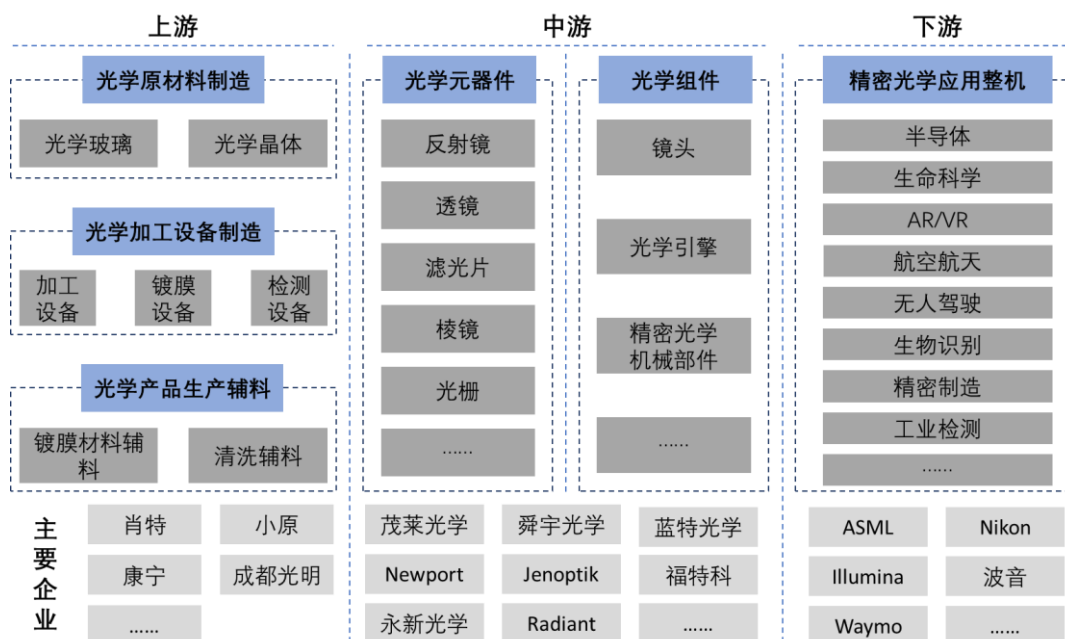 上游
中游
下游
光学原材料制造
光学玻璃
光学晶体
光学加工设备制造
加工
设备
镀膜
设备
检测
设备
光学产品生产辅料
镀膜材料辅
料
清洗辅料
光学元器件
反射镜
透镜
滤光片
棱镜
光栅
……
光学组件
镜头
光学引擎
精密光学
机械部件
……
精密光学应用整机
半导体
生命科学
AR/VR
航空航天
无人驾驶
生物识别
精密制造
工业检测
……
主
要
企
业
肖特
小原
康宁
成都光明
……
茂莱光学
舜宇光学
蓝特光学
Newport
Jenoptik
福特科
永新光学
Radiant
……
ASML
Nikon
Illumina
波音
Waymo
……